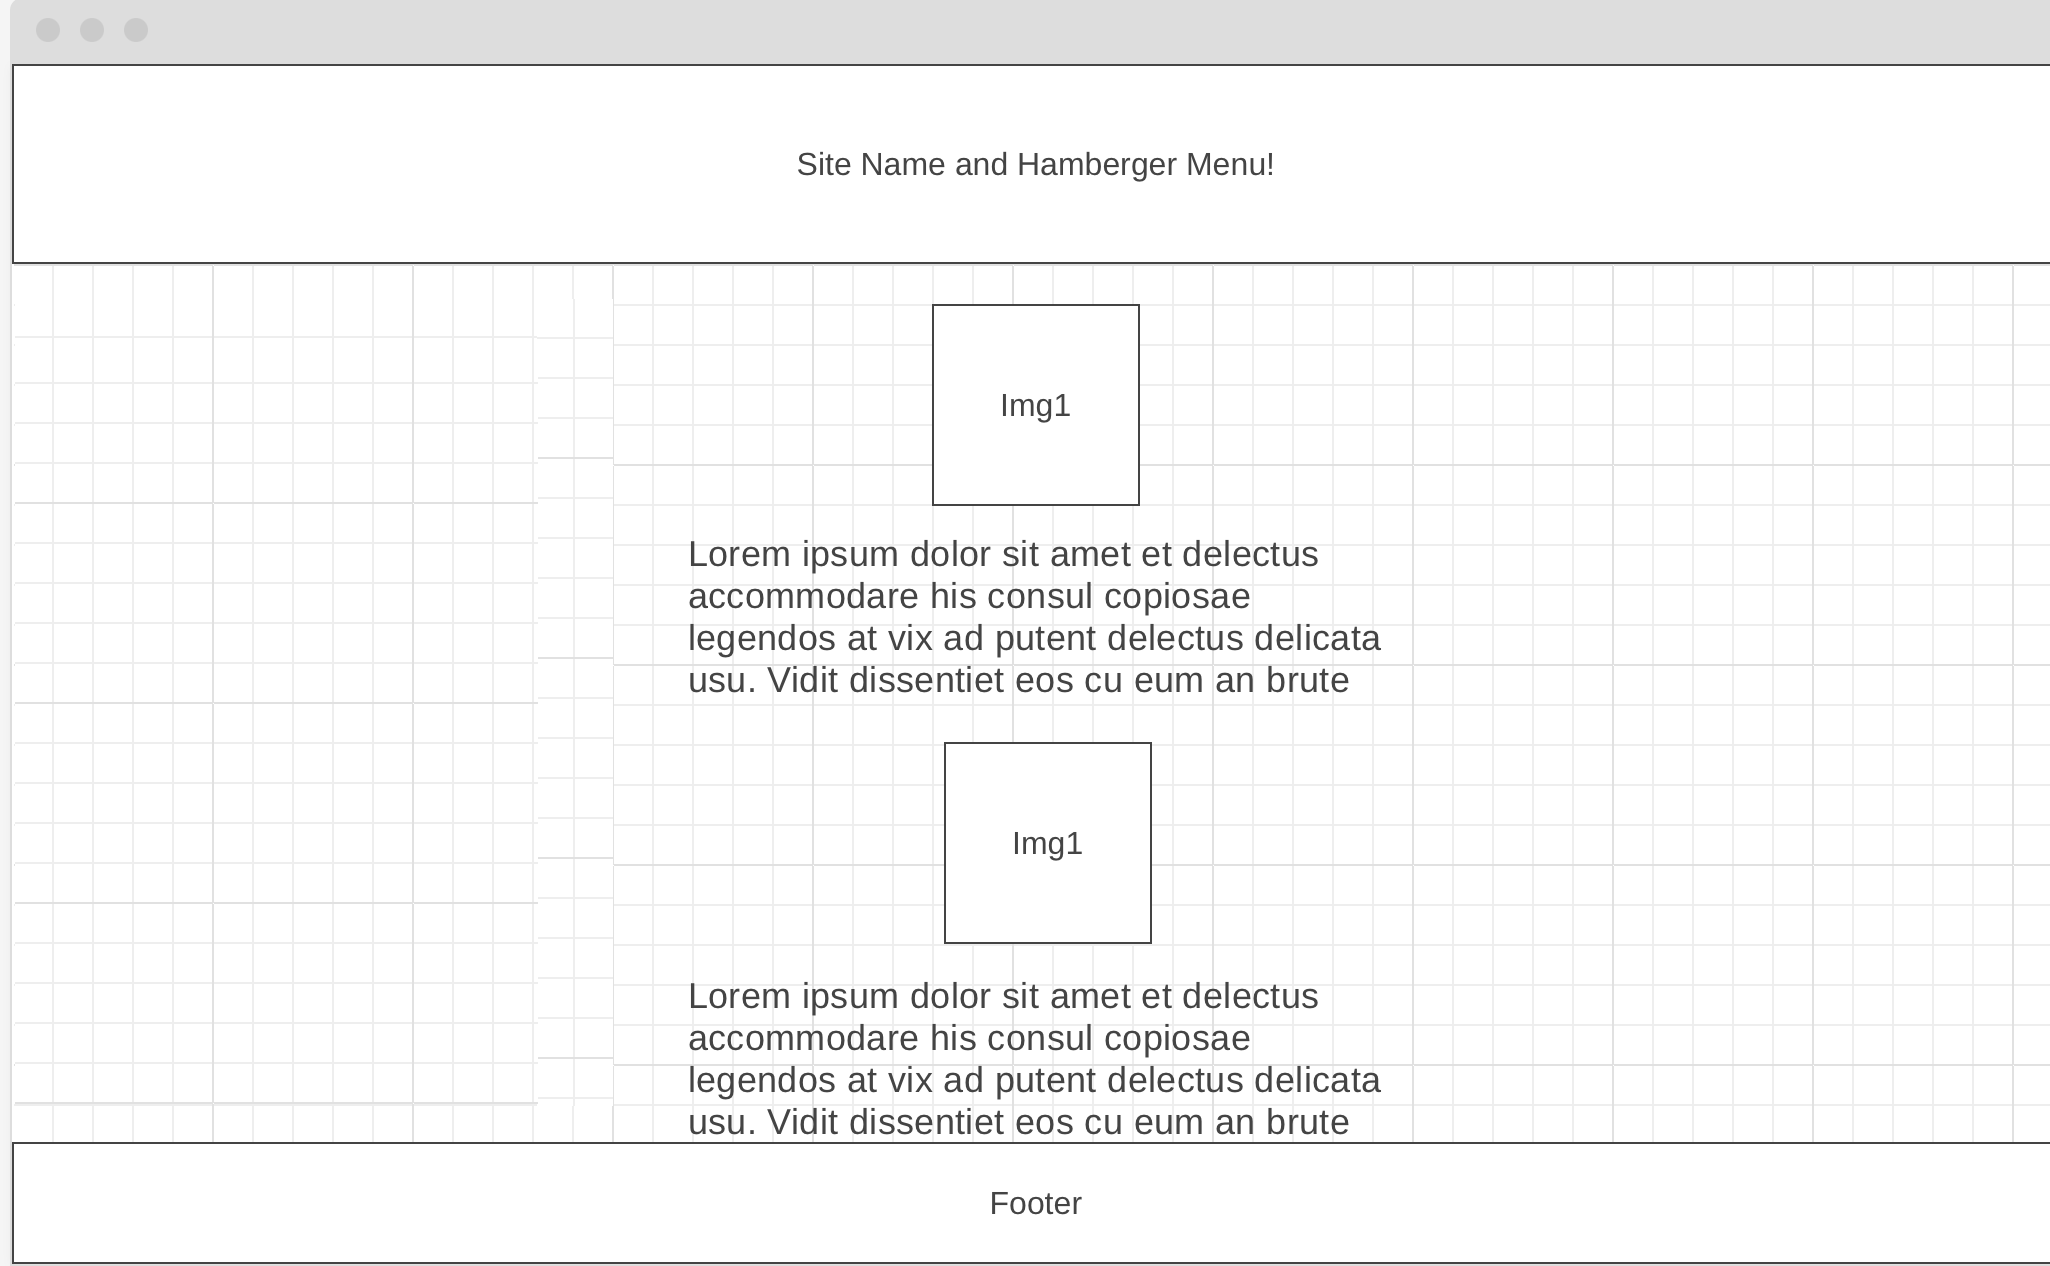 Site Name and Hamberger Menu!
Img1
Lorem ipsum dolor sit amet et delectus
accommodare his consul copiosae
legendos at vix ad putent delectus delicata
usu. Vidit dissentiet eos cu eum an brute
Img1
Lorem ipsum dolor sit amet et delectus
accommodare his consul copiosae
legendos at vix ad putent delectus delicata
usu. Vidit dissentiet eos cu eum an brute
Footer